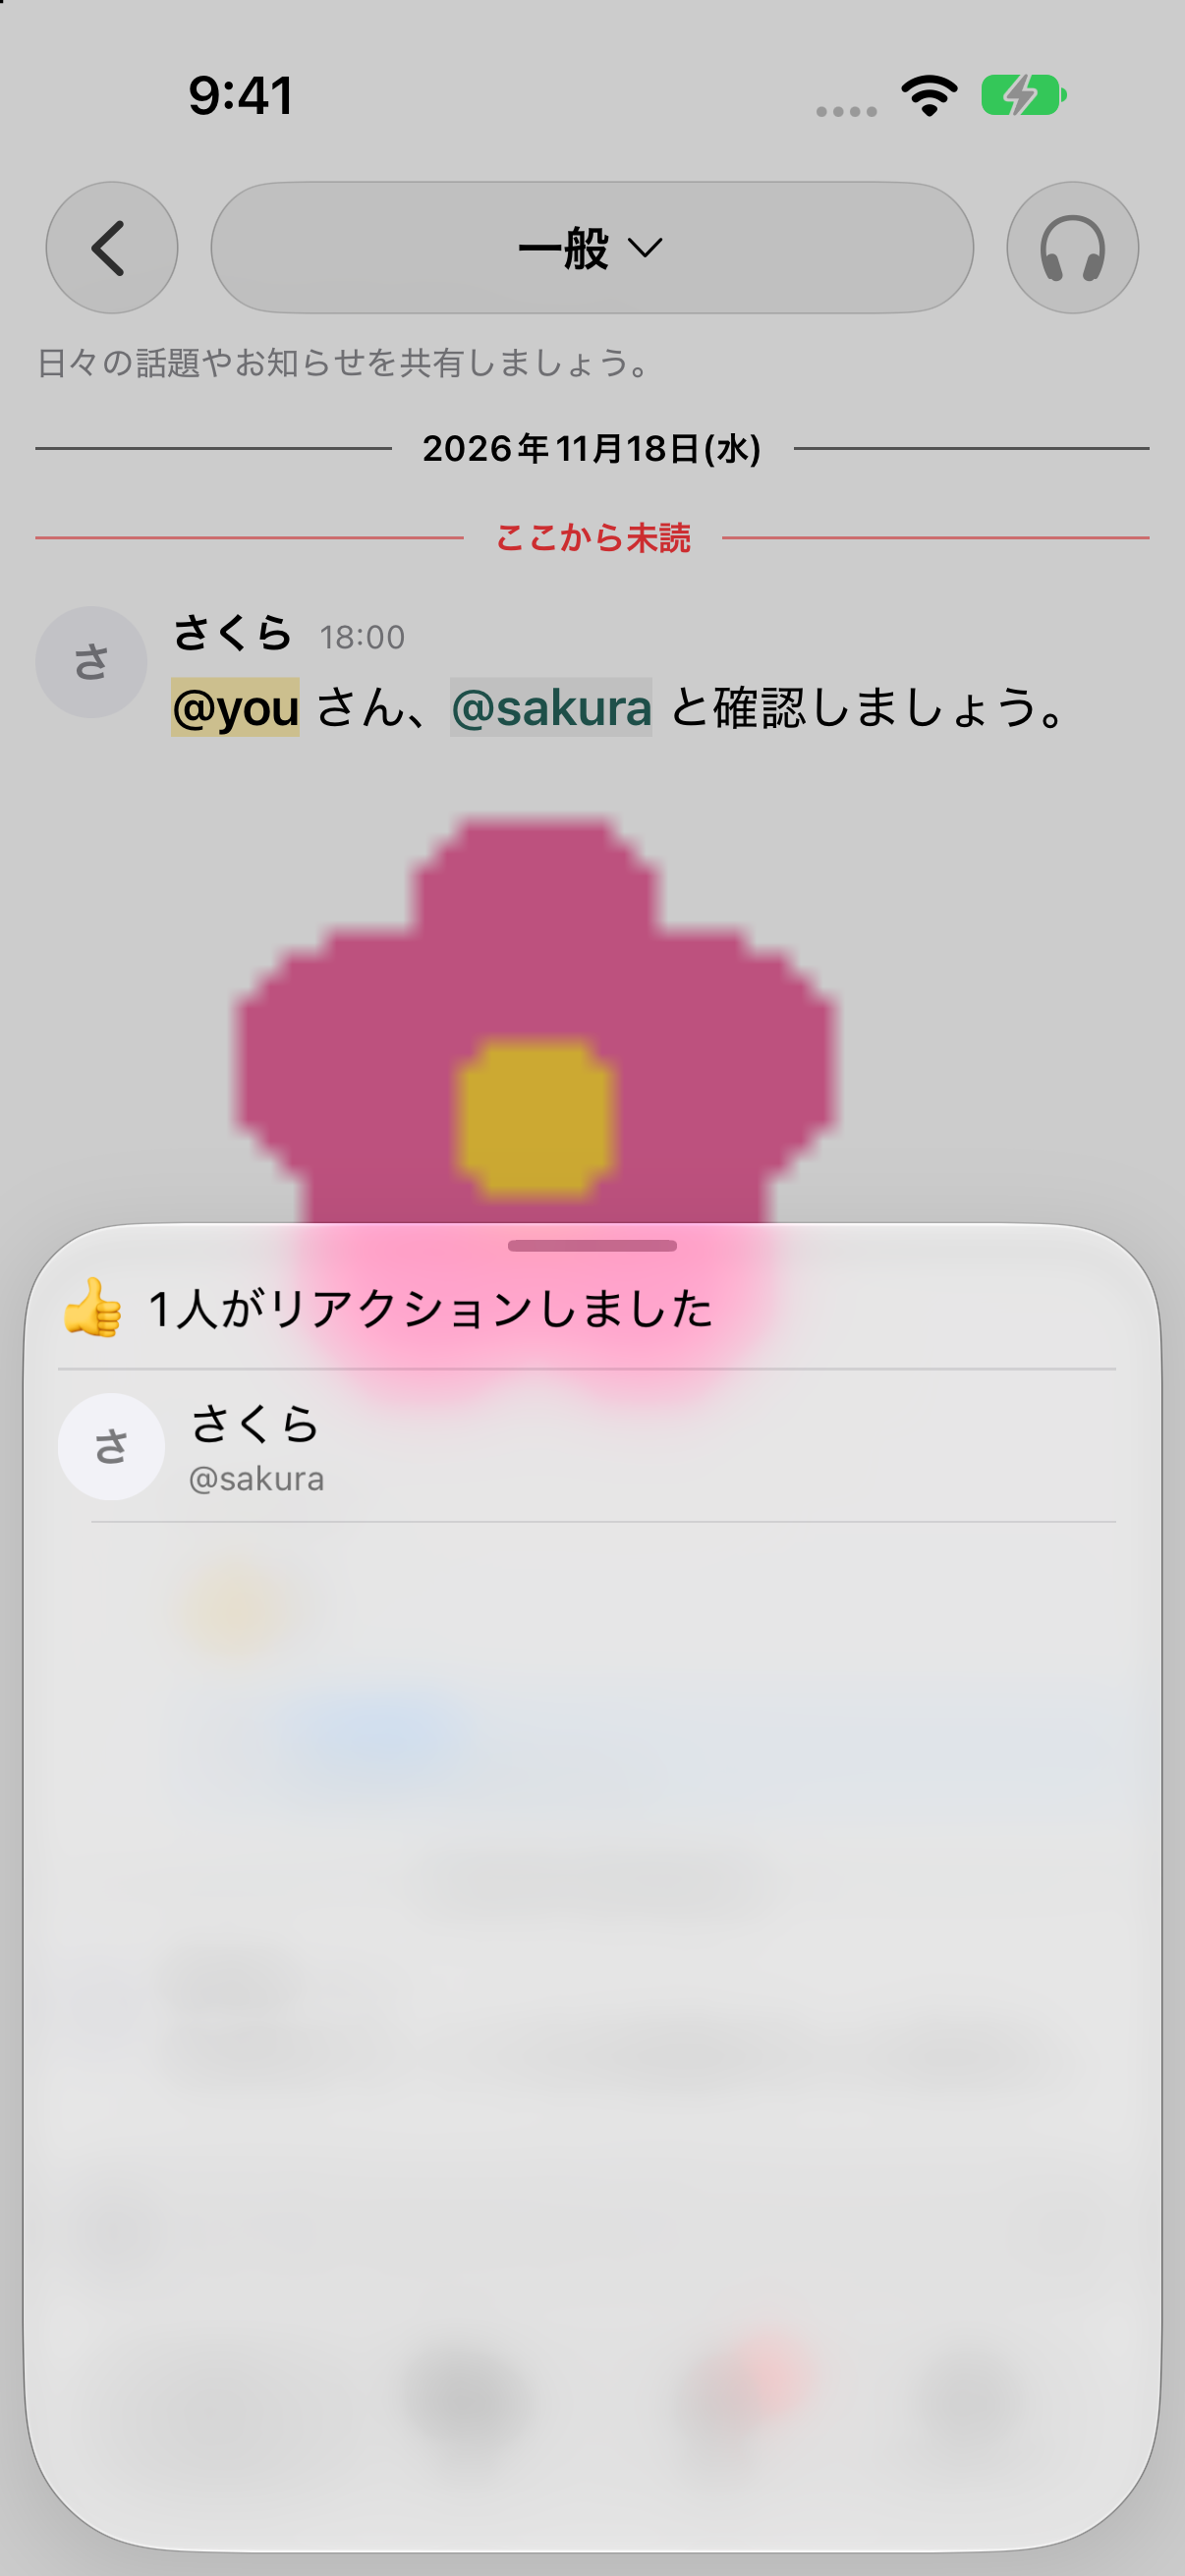 9:41
一般
日々の話題やお知らせを共有しましょう。
2026年11月18日(水)
ここから未読
さ
さくら 18:00
@you さん、@sakura と確認しましょう。
👍 1人がリアクションしました
さ
さくら
@sakura